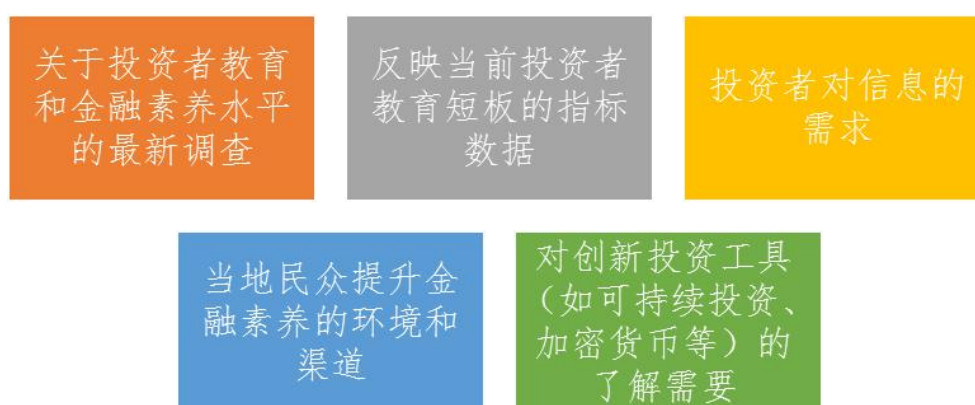 关于投资者教育
和金融素养水平
的最新调查
反映当前投资者
教育短板的指标
数据
投资者对信息的
需求
当地民众提升金
融素养的环境和
渠道
对创新投资工具
（如可持续投资、
加密货币等）的
了解需要